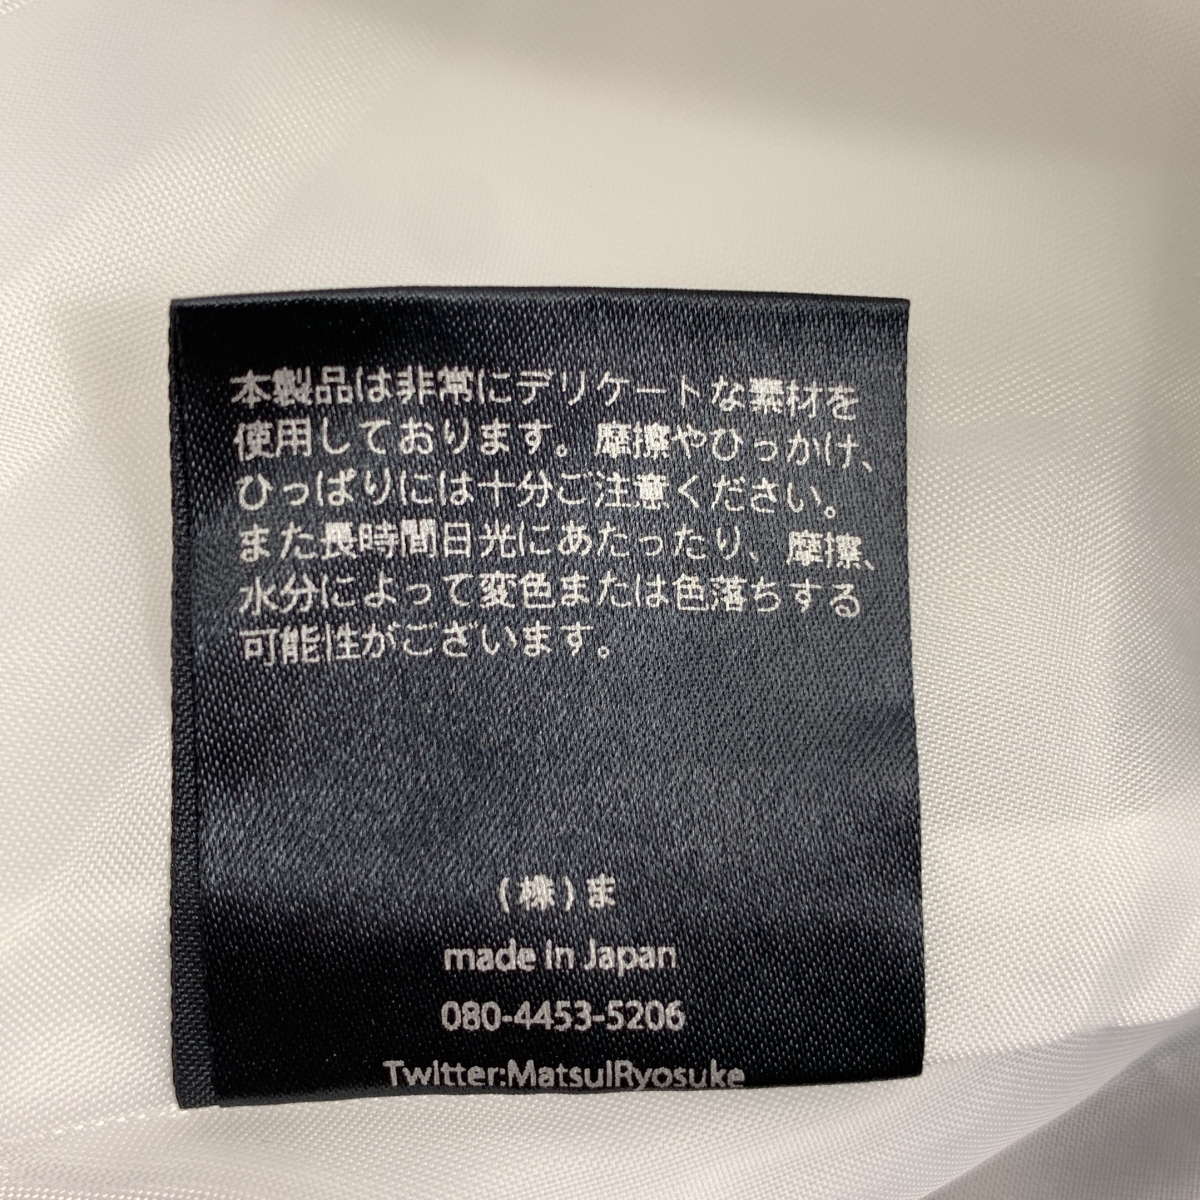 本製品は非常にデリケートな素材を
使用しております。摩擦やひっかけ、
ひっぱりには十分ご注意ください。
また長時間日光にあたったり、摩擦、
水分によって変色または色落ちする
可能性がございます。
(株)ま
made in Japan
080-4453-5206
Twitter:MatsuiRyosuke